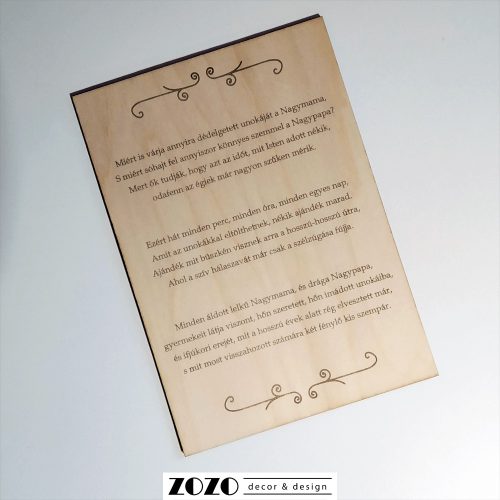 Miért is várja annyira dédelgetett unokáját a Nagymama,
S miért sóhajt fel annyiszor könnyes szemmel a Nagypapa?
Mert ők tudják, hogy azt az időt, mit Isten adott nékik,
odafenn az égiek már nagyon szűken mérik.
Ezért hát minden perc, minden óra, minden egyes nap,
Amit az unokákkal eltölthetnek, nékik ajándék marad.
Ajándék mit büszkén visznek arra a hosszú-hosszú útra,
Ahol a szív hálaszavát már csak a szélzúgása fújja.
Minden áldott lelkű Nagymama, és drága Nagypapa,
gyermekeit látja viszont, hőn szeretett, hőn imádott unokáiba,
és ifjúkori erejét, mit a hosszú évek alatt rég elvesztett már,
s mit most visszahozott számára két fénylő kis szempár.
ZOZO decor & design